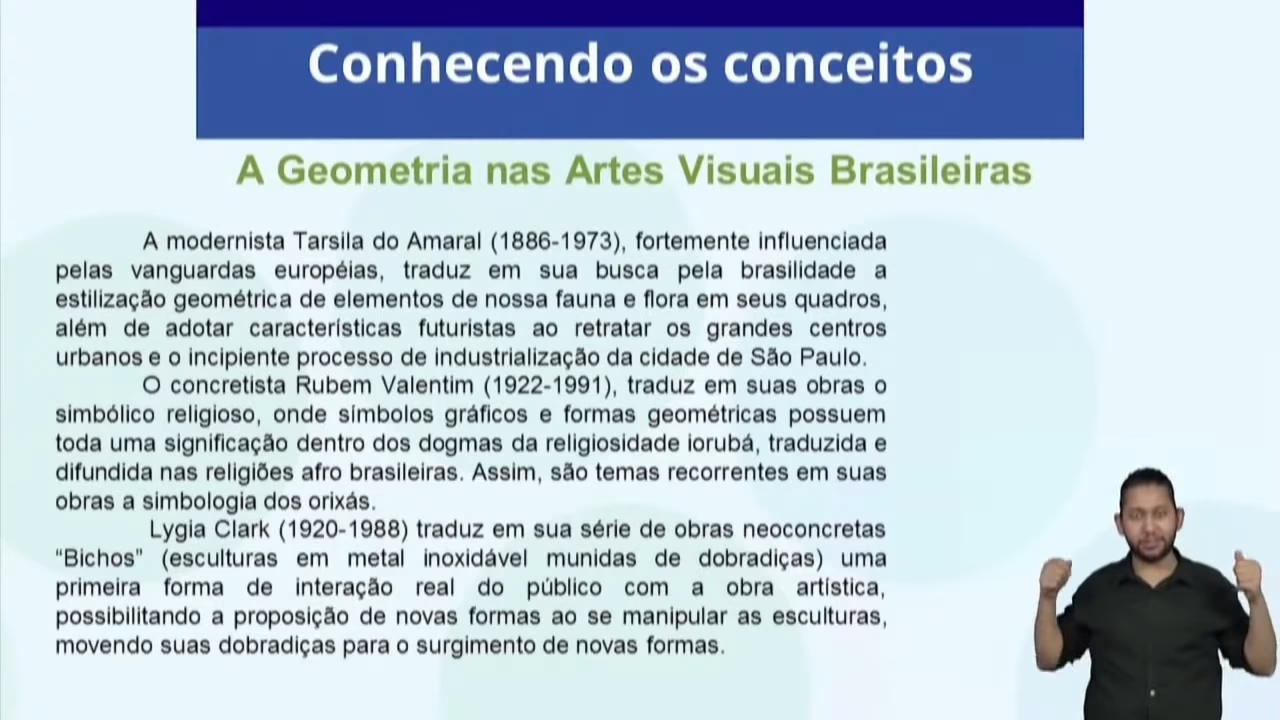 Conhecendo os conceitos
A Geometria nas Artes Visuais Brasileiras
A modernista Tarsila do Amaral (1886-1973), fortemente influenciada
pelas vanguardas européias, traduz em sua busca pela brasilidade a
estilização geométrica de elementos de nossa fauna e flora em seus quadros,
além de adotar características futuristas ao retratar os grandes centros
urbanos e o incipiente processo de industrialização da cidade de São Paulo.
O concretista Rubem Valentim (1922-1991), traduz em suas obras o
simbólico religioso, onde símbolos gráficos e formas geométricas possuem
toda uma significação dentro dos dogmas da religiosidade iorubá, traduzida e
difundida nas religiões afro brasileiras. Assim, são temas recorrentes em suas
obras a simbologia dos orixás.
Lygia Clark (1920-1988) traduz em sua série de obras neoconcretas
“Bichos” (esculturas em metal inoxidável munidas de dobradiças) uma
primeira forma de interação real do público com a obra artística,
possibilitando a proposição de novas formas ao se manipular as esculturas,
movendo suas dobradiças para o surgimento de novas formas.